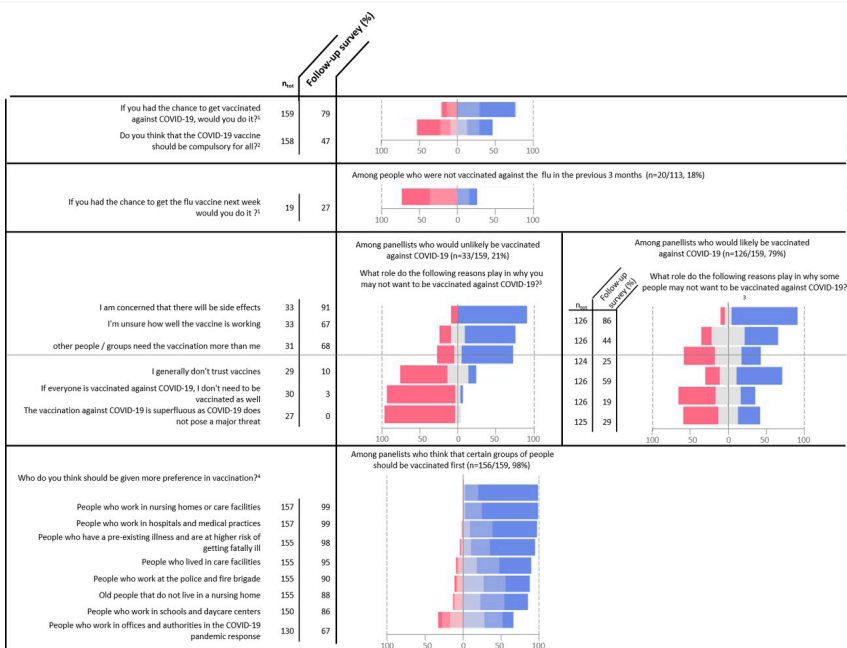 n_tot
Follow-up survey (%)
If you had the chance to get vaccinated
against COVID-19, would you do it?¹
159 79
Do you think that the COVID-19 vaccine
should be compulsory for all?²
158 47
100 50 0 50 100
Among people who were not vaccinated against the flu in the previous 3 months (n=20/113, 18%)
If you had the chance to get the flu vaccine next week
would you do it ?¹
19 27
100 50 0 50 100
Among panellists who would unlikely be vaccinated
against COVID-19 (n=33/159, 21%)
What role do the following reasons play in why you
may not want to be vaccinated against COVID-19?³
Among panellists who would likely be vaccinated
against COVID-19 (n=126/159, 79%)
What role do the following reasons play in why some
people may not want to be vaccinated against COVID-19?
3
n_tot
Follow-up
survey (%)
I am concerned that there will be side effects 33 91
126 86
I'm unsure how well the vaccine is working 33 67
126 44
other people / groups need the vaccination more than me 31 68
124 25
I generally don't trust vaccines 29 10
126 59
If everyone is vaccinated against COVID-19, I don't need to be
vaccinated as well
30 3
126 19
The vaccination against COVID-19 is superfluous as COVID-19 does
not pose a major threat
27 0
125 29
100 50 0 50 100
100 50 0 50 100
Among panelists who think that certain groups of people
should be vaccinated first (n=156/159, 98%)
Who do you think should be given more preference in vaccination?⁴
People who work in nursing homes or care facilities 157 99
People who work in hospitals and medical practices 157 99
People who have a pre-existing illness and are at higher risk of
getting fatally ill
155 98
People who lived in care facilities 155 95
People who work at the police and fire brigade 155 90
Old people that do not live in a nursing home 155 88
People who work in schools and daycare centers 150 86
People who work in offices and authorities in the COVID-19
pandemic response
130 67
100 50 0 50 100